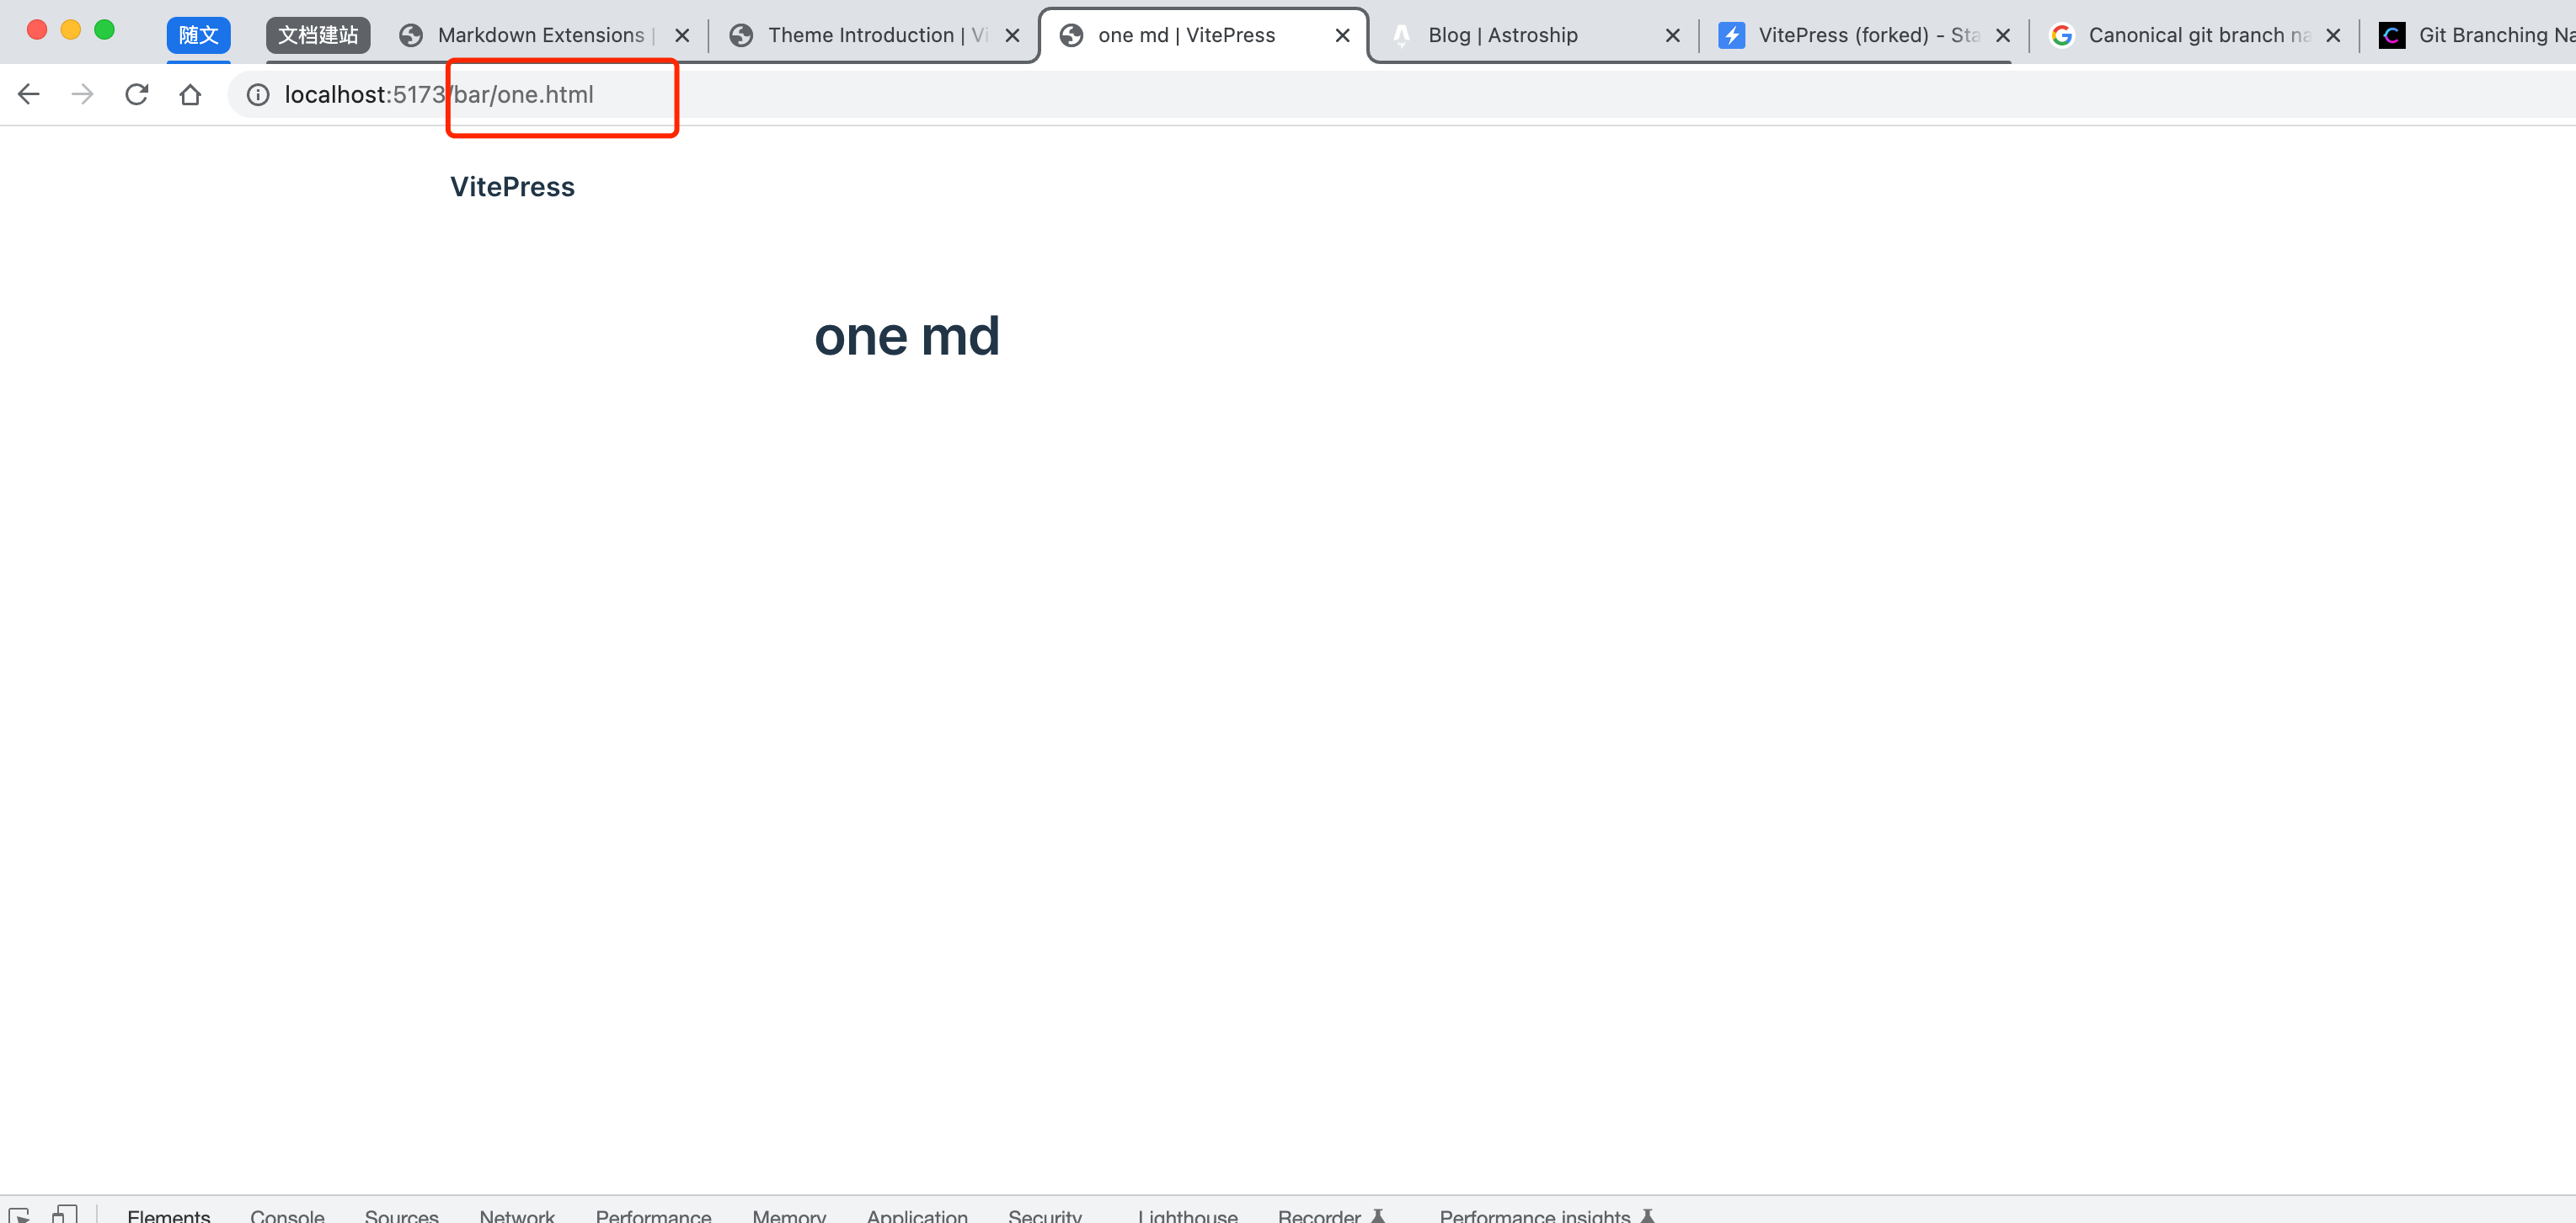 随文 文档建站 Markdown Extensions | Theme Introduction | Vi one md | VitePress Blog | Astroship VitePress (forked) - Sta Canonical git branch na Git Branching Na
localhost:5173/bar/one.html
VitePress
one md
Elements Console Sources Network Performance Memory Application Security Lighthouse Recorder Performance insights